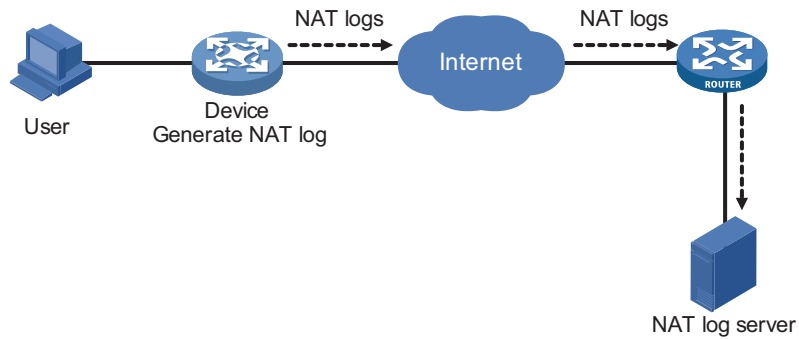 NAT logs
NAT logs
Internet
ROUTER
User
Device
Generate NAT log
NAT log server